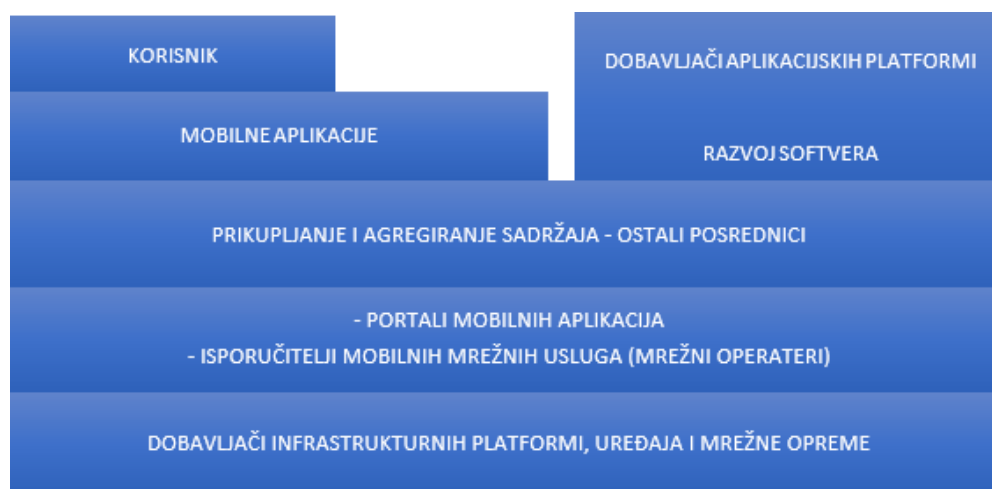 KORISNIK
DOBAVLJAČI APLIKACIJSKIH PLATFORMI
MOBILNE APLIKACIJE
RAZVOJ SOFTVERA
PRIKUPLJANJE I AGREGIRANJE SADRŽAJA - OSTALI POSREDNICI
- PORTALI MOBILNIH APLIKACIJA
- ISPORUČITELJI MOBILNIH MREŽNIH USLUGA (MREŽNI OPERATERI)
DOBAVLJAČI INFRASTRUKTURNIH PLATFORMI, UREĐAJA I MREŽNE OPREME